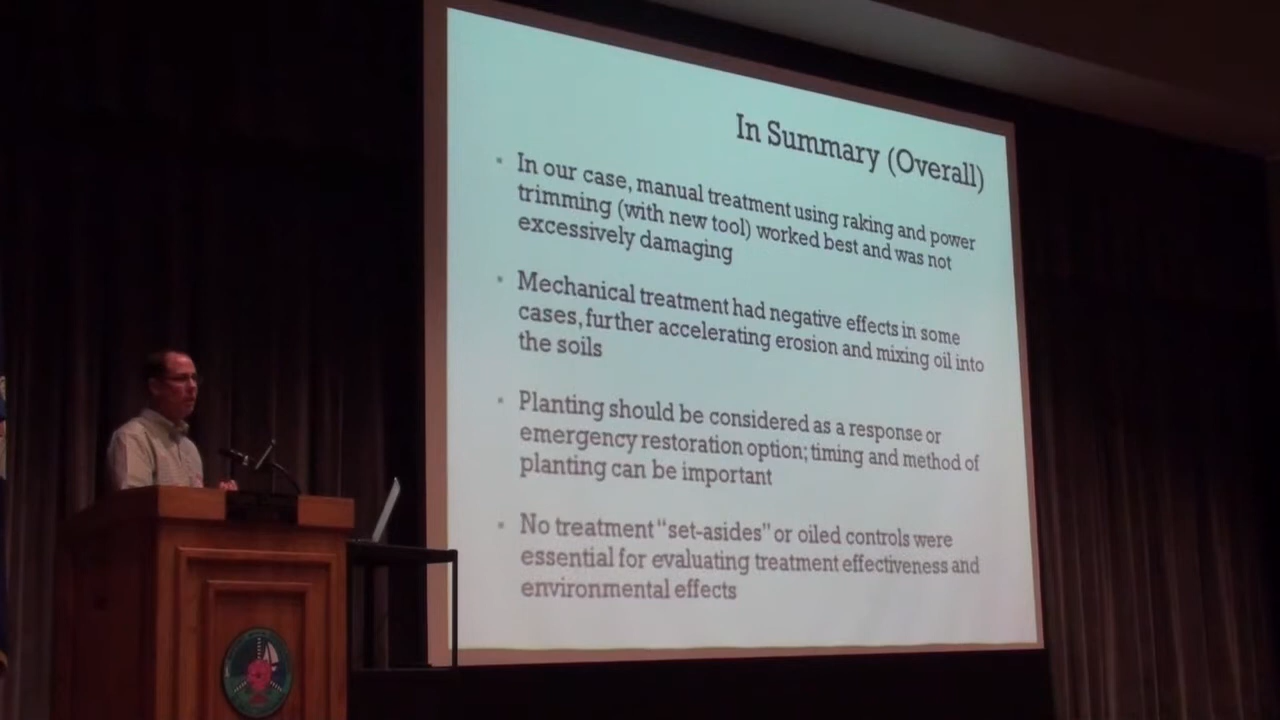 In Summary (Overall)
• In our case, manual treatment using raking and power
trimming (with new tool) worked best and was not
excessively damaging
• Mechanical treatment had negative effects in some
cases, further accelerating erosion and mixing oil into
the soils
• Planting should be considered as a response or
emergency restoration option; timing and method of
planting can be important
• No treatment “set-asides” or oiled controls were
essential for evaluating treatment effectiveness and
environmental effects